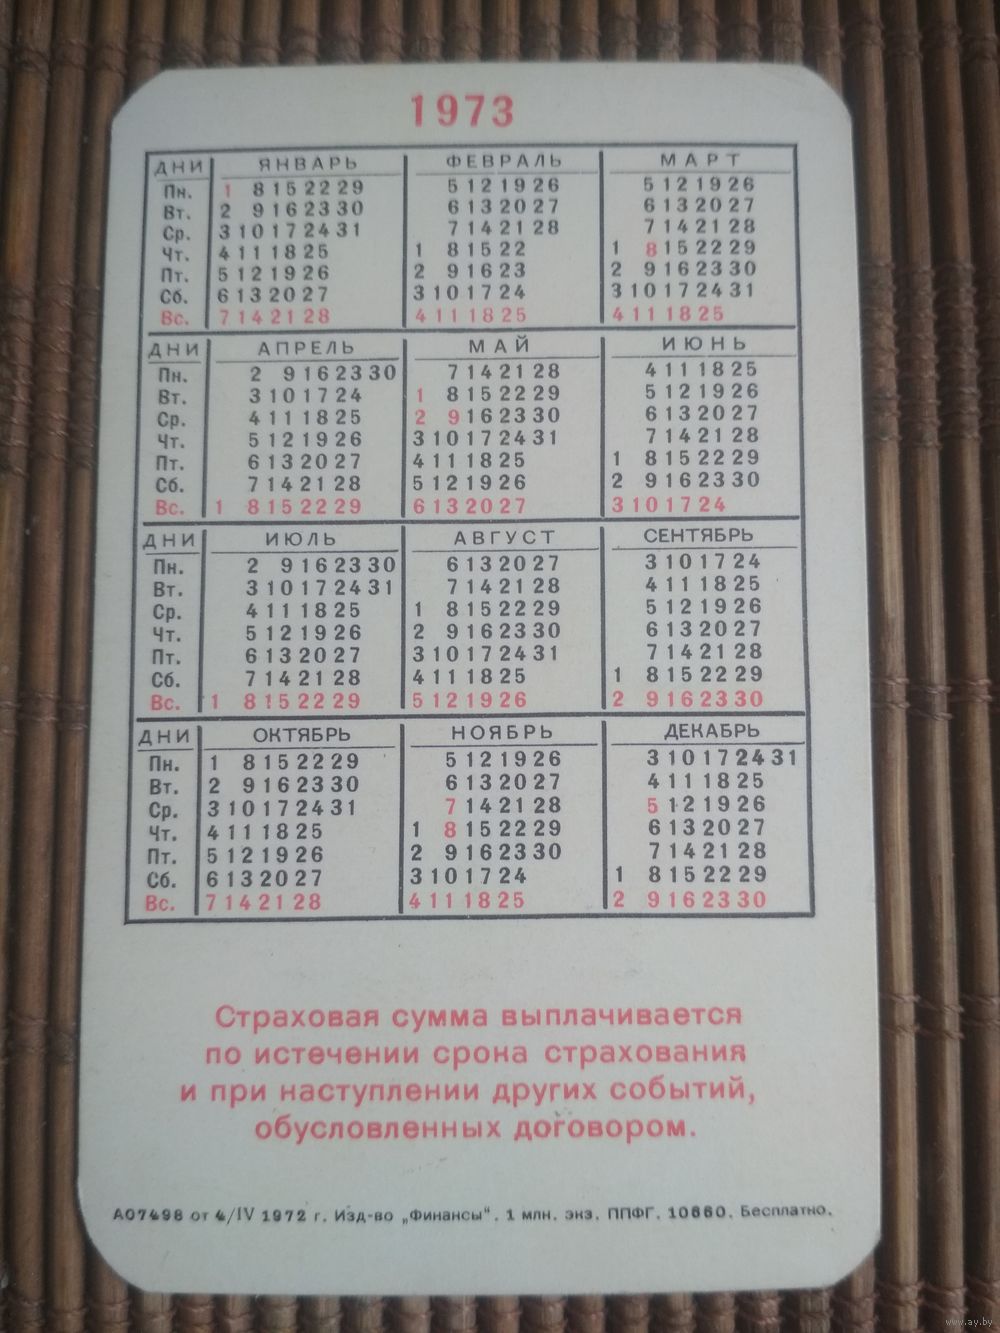 1973
ДНИ ЯНВАРЬ ФЕВРАЛЬ МАРТ
Пн. 1 8 15 22 29 5 12 19 26 5 12 19 26
Вт. 2 9 16 23 30 6 13 20 27 6 13 20 27
Ср. 3 10 17 24 31 7 14 21 28 7 14 21 28
Чт. 4 11 18 25 1 8 15 22 1 8 15 22 29
Пт. 5 12 19 26 2 9 16 23 2 9 16 23 30
Сб. 6 13 20 27 3 10 17 24 3 10 17 24 31
Вс. 7 14 21 28 4 11 18 25 4 11 18 25
ДНИ АПРЕЛЬ МАЙ ИЮНЬ
Пн. 2 9 16 23 30 7 14 21 28 4 11 18 25
Вт. 3 10 17 24 1 8 15 22 29 5 12 19 26
Ср. 4 11 18 25 2 9 16 23 30 6 13 20 27
Чт. 5 12 19 26 3 10 17 24 31 7 14 21 28
Пт. 6 13 20 27 4 11 18 25 1 8 15 22 29
Сб. 7 14 21 28 5 12 19 26 2 9 16 23 30
Вс. 1 8 15 22 29 6 13 20 27 3 10 17 24
ДНИ ИЮЛЬ АВГУСТ СЕНТЯБРЬ
Пн. 2 9 16 23 30 6 13 20 27 3 10 17 24
Вт. 3 10 17 24 31 7 14 21 28 4 11 18 25
Ср. 4 11 18 25 1 8 15 22 29 5 12 19 26
Чт. 5 12 19 26 2 9 16 23 30 6 13 20 27
Пт. 6 13 20 27 3 10 17 24 31 7 14 21 28
Сб. 7 14 21 28 4 11 18 25 1 8 15 22 29
Вс. 1 8 15 22 29 5 12 19 26 2 9 16 23 30
ДНИ ОКТЯБРЬ НОЯБРЬ ДЕКАБРЬ
Пн. 1 8 15 22 29 5 12 19 26 3 10 17 24 31
Вт. 2 9 16 23 30 6 13 20 27 4 11 18 25
Ср. 3 10 17 24 31 7 14 21 28 5 12 19 26
Чт. 4 11 18 25 1 8 15 22 29 6 13 20 27
Пт. 5 12 19 26 2 9 16 23 30 7 14 21 28
Сб. 6 13 20 27 3 10 17 24 1 8 15 22 29
Вс. 7 14 21 28 4 11 18 25 2 9 16 23 30
Страховая сумма выплачивается
по истечении срока страхования
и при наступлении других событий,
обусловленных договором.
А07498 от 4/IV 1972 г. Изд-во „Финансы“. 1 млн. экз. ППФГ. 10660. Бесплатно.
www.ay.by